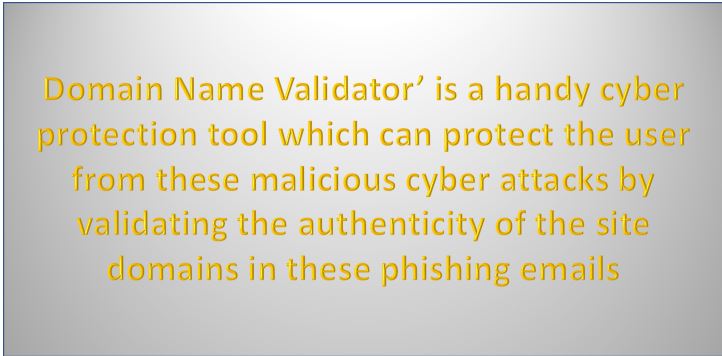 Domain Name Validator’ is a handy cyber
protection tool which can protect the user
from these malicious cyber attacks by
validating the authenticity of the site
domains in these phishing emails